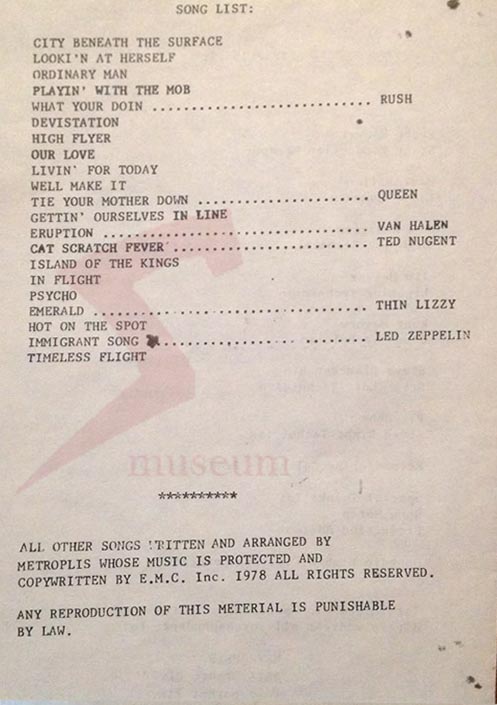 SONG LIST:
CITY BENEATH THE SURFACE
LOOKI'N AT HERSELF
ORDINARY MAN
PLAYIN' WITH THE MOB
WHAT YOUR DOIN .......................... RUSH
DEVISTATION
HIGH FLYER
OUR LOVE
LIVIN' FOR TODAY
WELL MAKE IT
TIE YOUR MOTHER DOWN .................... QUEEN
GETTIN' OURSELVES IN LINE
ERUPTION ................................ VAN HALEN
CAT SCRATCH FEVER ....................... TED NUGENT
ISLAND OF THE KINGS
IN FLIGHT
PSYCHO
EMERALD ................................. THIN LIZZY
HOT ON THE SPOT
IMMIGRANT SONG .......................... LED ZEPPELIN
TIMELESS FLIGHT
museum
**********
ALL OTHER SONGS WRITTEN AND ARRANGED BY
METROPLIS WHOSE MUSIC IS PROTECTED AND
COPYWRITTEN BY E.M.C. Inc. 1978 ALL RIGHTS RESERVED.
ANY REPRODUCTION OF THIS METERIAL IS PUNISHABLE
BY LAW.